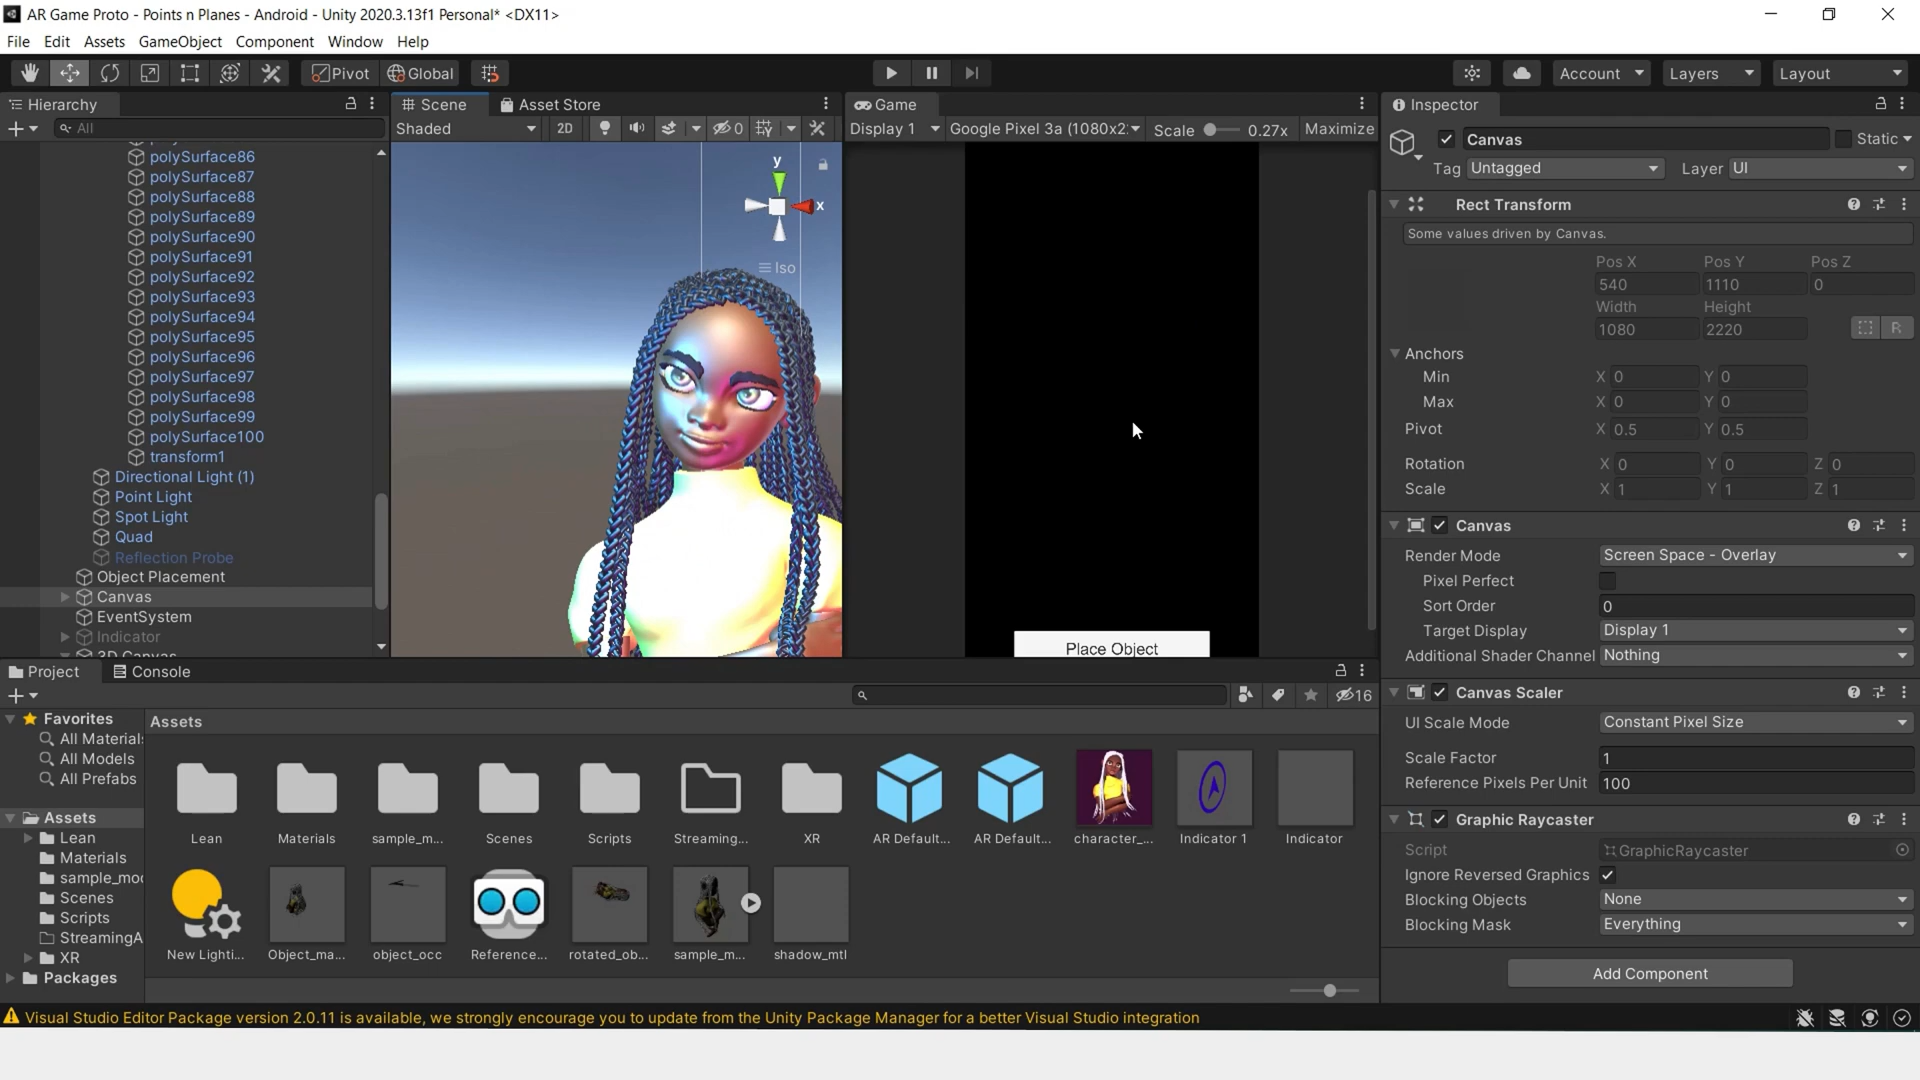 AR Game Proto - Points n Planes - Android - Unity 2020.3.13f1 Personal* <DX11>
File Edit Assets GameObject Component Window Help
Pivot Global Account Layers Layout
Hierarchy
All
polySurface86
polySurface87
polySurface88
polySurface89
polySurface90
polySurface91
polySurface92
polySurface93
polySurface94
polySurface95
polySurface96
polySurface97
polySurface98
polySurface99
polySurface100
transform1
Directional Light (1)
Point Light
Spot Light
Quad
Reflection Probe
Object Placement
Canvas
EventSystem
Indicator
3D Canvas
Scene Asset Store
Shaded 2D 0
y
x
Iso
Game
Display 1 Google Pixel 3a (1080x2: Scale 0.27x Maximize
Place Object
Inspector
Canvas Static
Tag Untagged Layer UI
Rect Transform
Some values driven by Canvas.
Pos X Pos Y Pos Z
540 1110 0
Width Height
1080 2220 R
Anchors
Min X 0 Y 0
Max X 0 Y 0
Pivot X 0.5 Y 0.5
Rotation X 0 Y 0 Z 0
Scale X 1 Y 1 Z 1
Canvas
Render Mode Screen Space - Overlay
Pixel Perfect
Sort Order 0
Target Display Display 1
Additional Shader Channel Nothing
Canvas Scaler
UI Scale Mode Constant Pixel Size
Scale Factor 1
Reference Pixels Per Unit 100
Graphic Raycaster
Script GraphicRaycaster
Ignore Reversed Graphics
Blocking Objects None
Blocking Mask Everything
Add Component
Project Console
16
Favorites
All Material
All Models
All Prefabs
Assets
Lean
Materials
sample_mo
Scenes
Scripts
StreamingA
XR
Packages
Assets
Lean Materials sample_m... Scenes Scripts Streaming... XR AR Default... AR Default... character_... Indicator 1 Indicator
New Lighti... Object_ma... object_occ Reference... rotated_ob... sample_m... shadow_mtl
Visual Studio Editor Package version 2.0.11 is available, we strongly encourage you to update from the Unity Package Manager for a better Visual Studio integration